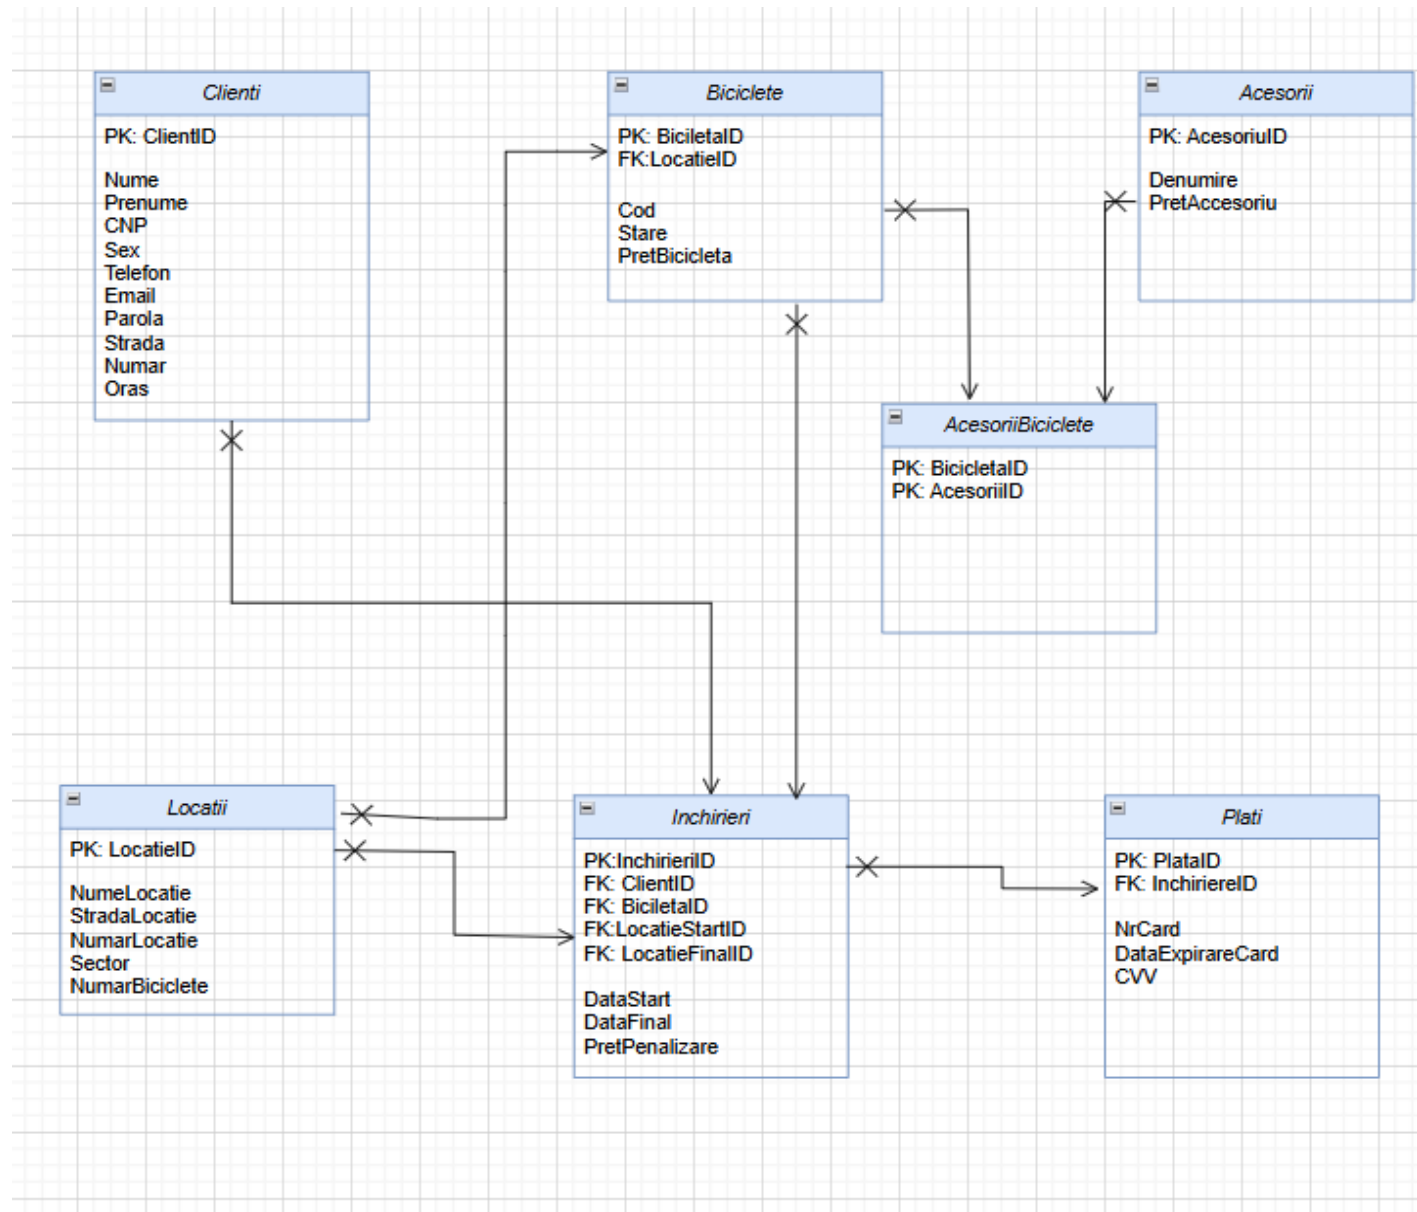 Clienti
PK: ClientID
Nume
Prenume
CNP
Sex
Telefon
Email
Parola
Strada
Numar
Oras
Biciclete
PK: BiciletaID
FK:LocatieID
Cod
Stare
PretBicicleta
Acesorii
PK: AcesoriuID
Denumire
PretAccesoriu
AcesoriiBiciclete
PK: BicicletaID
PK: AcesoriiID
Locatii
PK: LocatieID
NumeLocatie
StradaLocatie
NumarLocatie
Sector
NumarBiciclete
Inchirieri
PK:InchirieriID
FK: ClientID
FK: BiciletaID
FK:LocatieStartID
FK: LocatieFinalID
DataStart
DataFinal
PretPenalizare
Plati
PK: PlataID
FK: InchiriereID
NrCard
DataExpirareCard
CVV